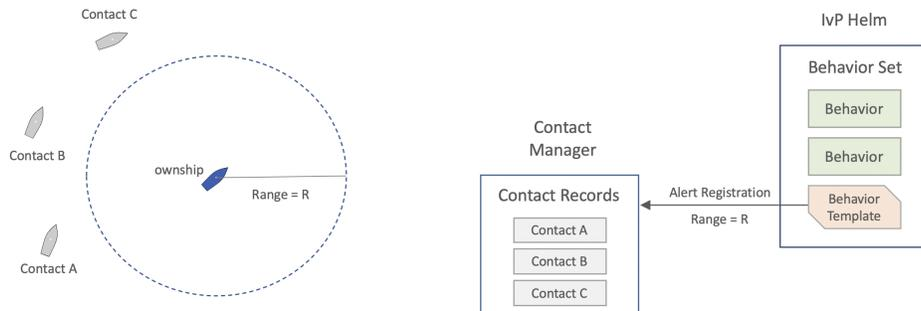 Contact C
Contact B
Contact A
ownship
Range = R
Contact
Manager
Contact Records
Contact A
Contact B
Contact C
Alert Registration
Range = R
IvP Helm
Behavior Set
Behavior
Behavior
Behavior
Template